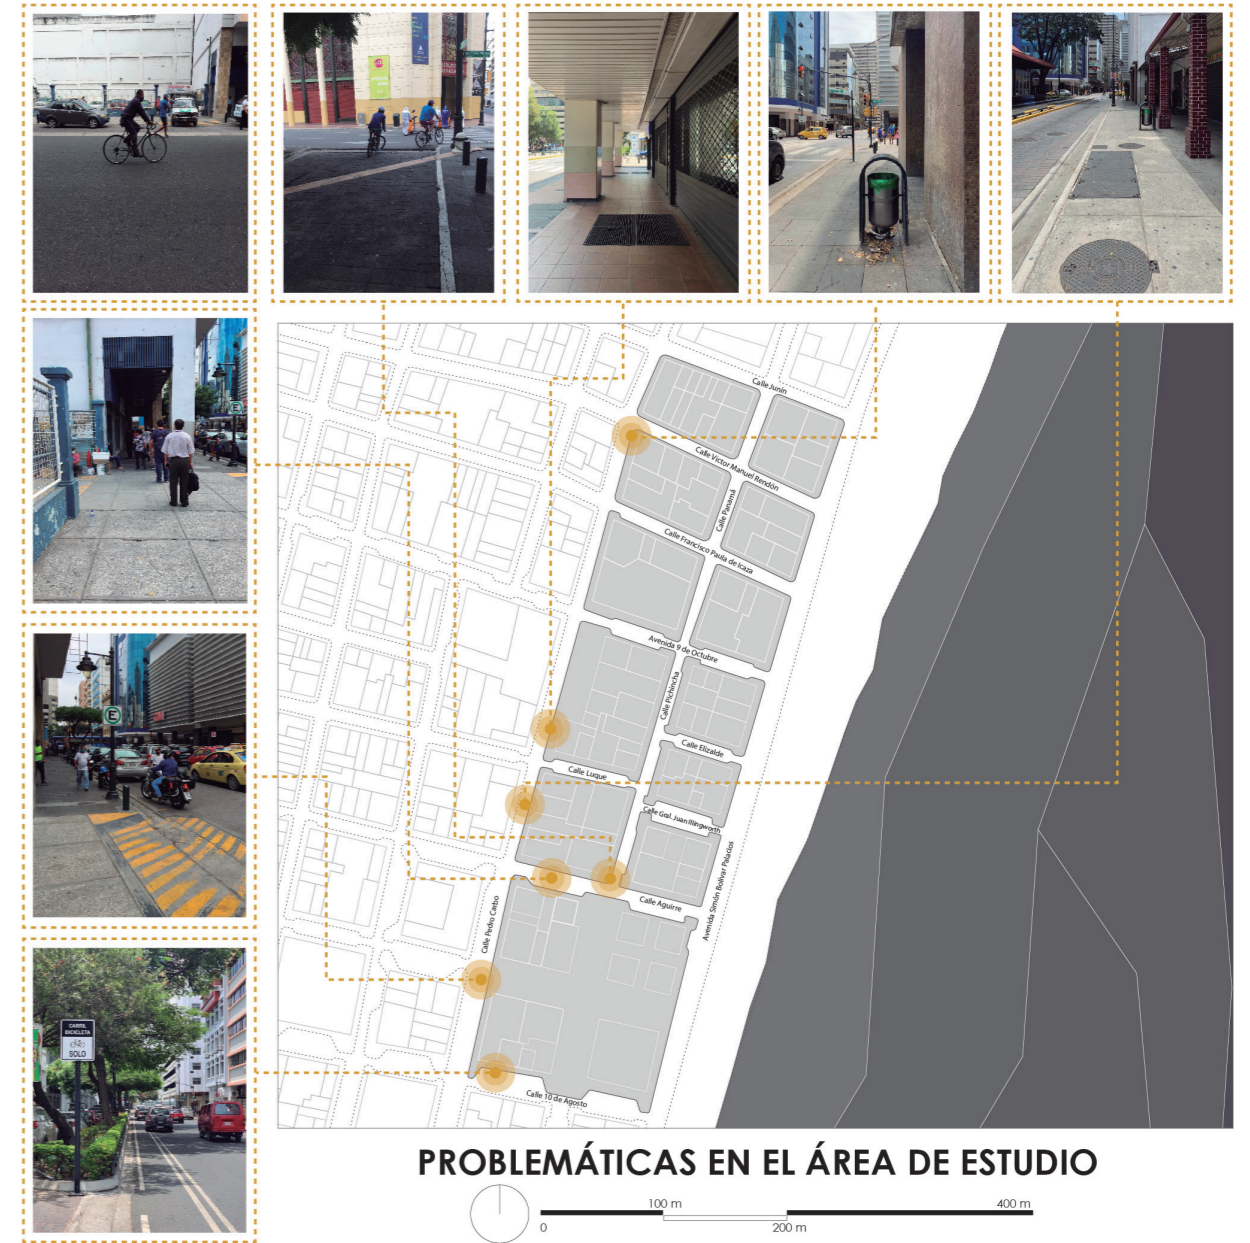 E
E
CARRIL
BICICLETA
SOLO
Calle Junín
Calle Víctor Manuel Rendón
Calle Panamá
Calle Francisco Paula de Icaza
Avenida 9 de Octubre
Calle Pichincha
Calle Elizalde
Calle Luque
Calle Gral. Juan Illingworth
Avenida Simón Bolívar Palacios
Calle Aguirre
Calle Pedro Carbo
Calle 10 de Agosto
PROBLEMÁTICAS EN EL ÁREA DE ESTUDIO
100 m
400 m
0
200 m